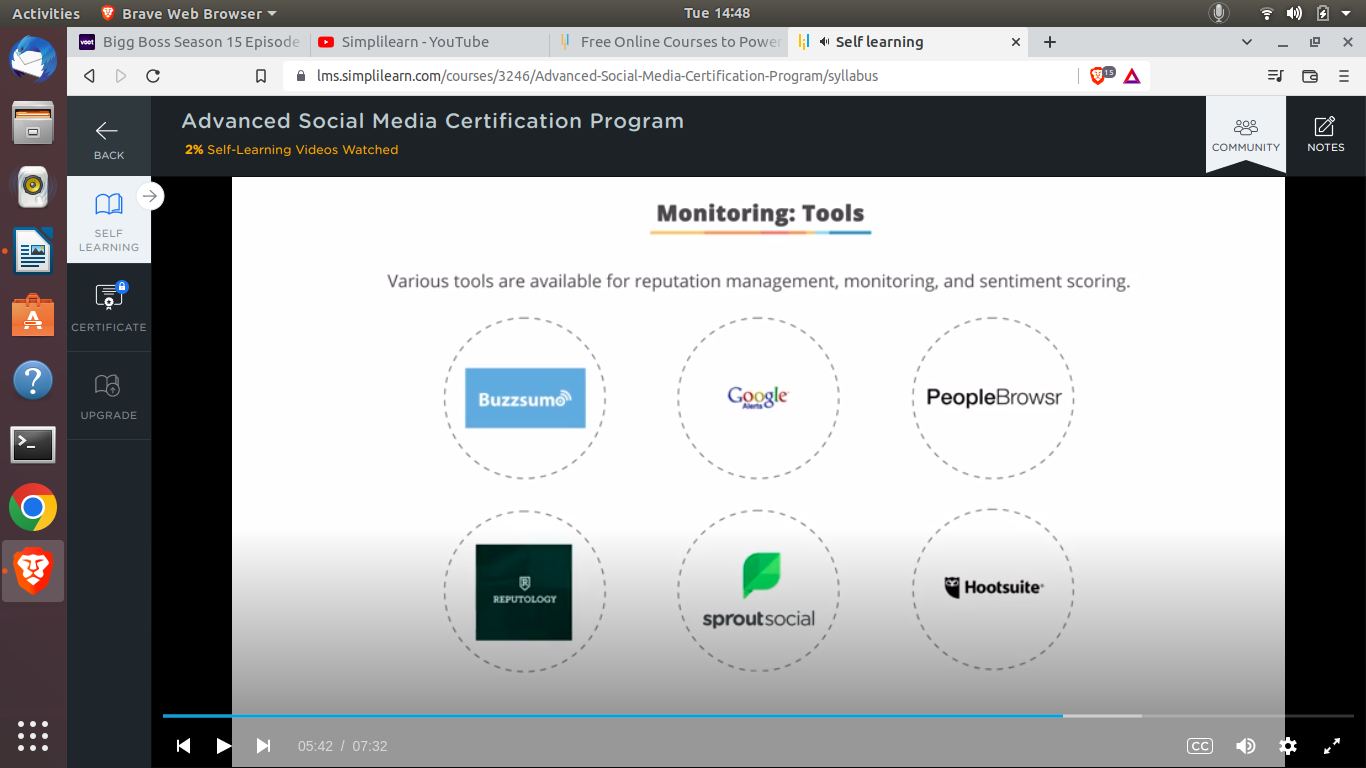 Activities
Brave Web Browser
Tue 14:48
voot
Bigg Boss Season 15 Episode
Simplilearn - YouTube
Free Online Courses to Power
Self learning
lms.simplilearn.com/courses/3246/Advanced-Social-Media-Certification-Program/syllabus
15
BACK
Advanced Social Media Certification Program
2% Self-Learning Videos Watched
COMMUNITY
NOTES
SELF
LEARNING
CERTIFICATE
UPGRADE
Monitoring: Tools
Various tools are available for reputation management, monitoring, and sentiment scoring.
Buzzsumo
Google
Alerts
PeopleBrowsr
R
REPUTOLOGY
sproutsocial
Hootsuite
05:42 / 07:32
CC